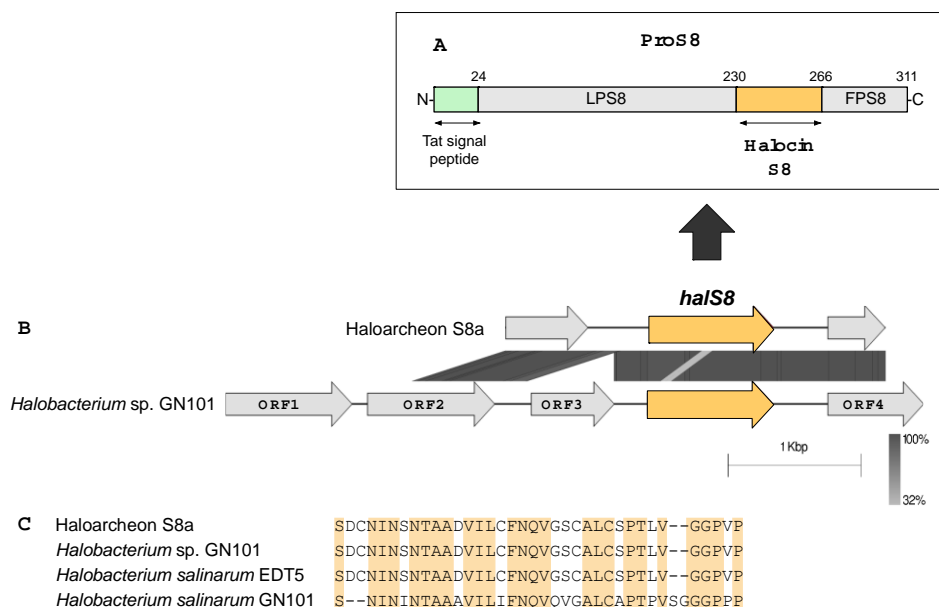 A
ProS8
24
230
266
311
N-
LPS8
FPS8
-C
Tat signal
peptide
Halocin
S8
halS8
B
Haloarcheon S8a
Halobacterium sp. GN101
ORF1
ORF2
ORF3
ORF4
1 Kbp
100%
32%
C
Haloarcheon S8a SDCNINSNTAADVILCFNQVGSCALCSPTLV--GGPVP
Halobacterium sp. GN101 SDCNINSNTAADVILCFNQVGSCALCSPTLV--GGPVP
Halobacterium salinarum EDT5 SDCNINSNTAADVILCFNQVGSCALCSPTLV--GGPVP
Halobacterium salinarum GN101 S--NININTAAAVILIFNQVQVGALCAPTPVSGGGPPP